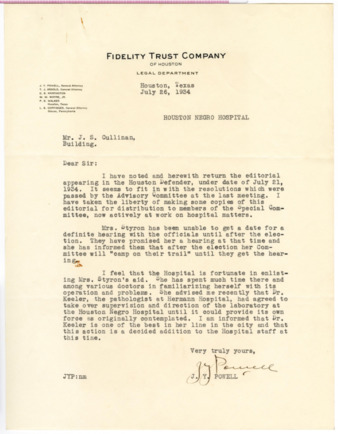 FIDELITY TRUST COMPANY
OF HOUSTON
LEGAL DEPARTMENT
Houston, Texas
July 26, 1934
HOUSTON NEGRO HOSPITAL
Mr. J. S. Cullinan,
Building.
Dear Sir:
I have noted and herewith return the editorial
appearing in the Houston Defender, under date of July 21,
1934. It seems to fit in with the resolutions which were
passed by the Advisory Committee at the last meeting. I
have taken the liberty of making some copies of this
editorial for distribution to members of the Special Com-
mittee, now actively at work on hospital matters.
Mrs. Styron has been unable to get a date for a
definite hearing with the officials until after the elec-
tion. They have promised her a hearing at that time and
she has informed them that after the election her Com-
mittee will "camp on their trail" until they get the hear-
ing.
I feel that the Hospital is fortunate in enlist-
ing Mrs. Styron's aid. She has spent much time there and
among various doctors in familiarizing herself with its
operation and problems. She advised me recently that Dr.
Keeler, the pathologist at Hermann Hospital, had agreed to
take over supervision and direction of the laboratory at
the Houston Negro Hospital until it could provide its own
force as originally contemplated. I am informed that Dr.
Keeler is one of the best in her line in the city and that
this action is a decided addition to the Hospital staff at
this time.
Very truly yours,
J Y Powell
J. Y. POWELL
JYP:nm